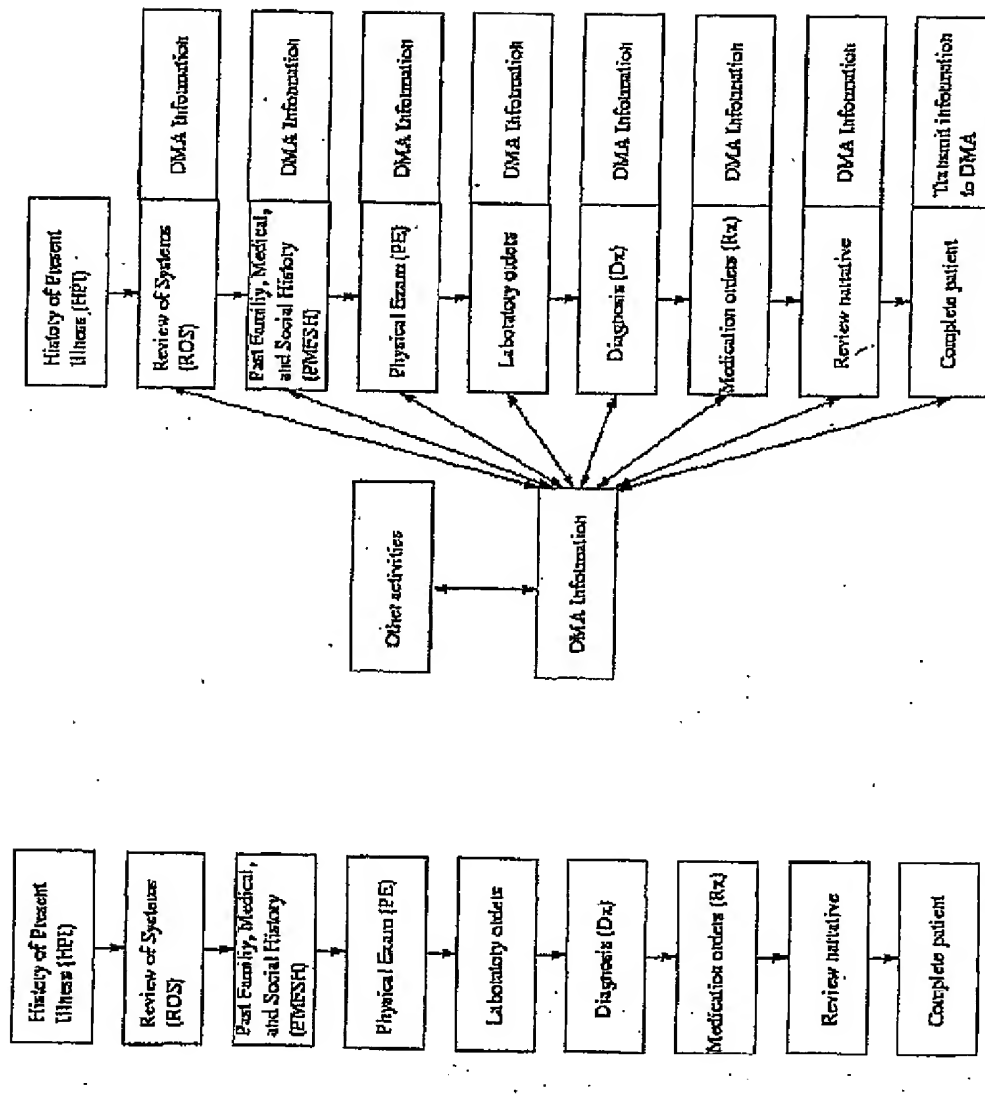 History of Present
Illness (HPI)
Review of Systems
(ROS)
Past Family, Medical,
and Social History
(PMFSH)
Physical Exam (PE)
Laboratory orders
Diagnosis (Dx)
Medication orders (Rx)
Review narrative
Complete patient
Other activities
DMA Information
History of Present
Illness (HPI)
Review of Systems
(ROS)
DMA Information
Past Family, Medical,
and Social History
(PMFSH)
DMA Information
Physical Exam (PE)
DMA Information
Laboratory orders
DMA Information
Diagnosis (Dx)
DMA Information
Medication orders (Rx)
DMA Information
Review narrative
DMA Information
Complete patient
Transmit information
to DMA